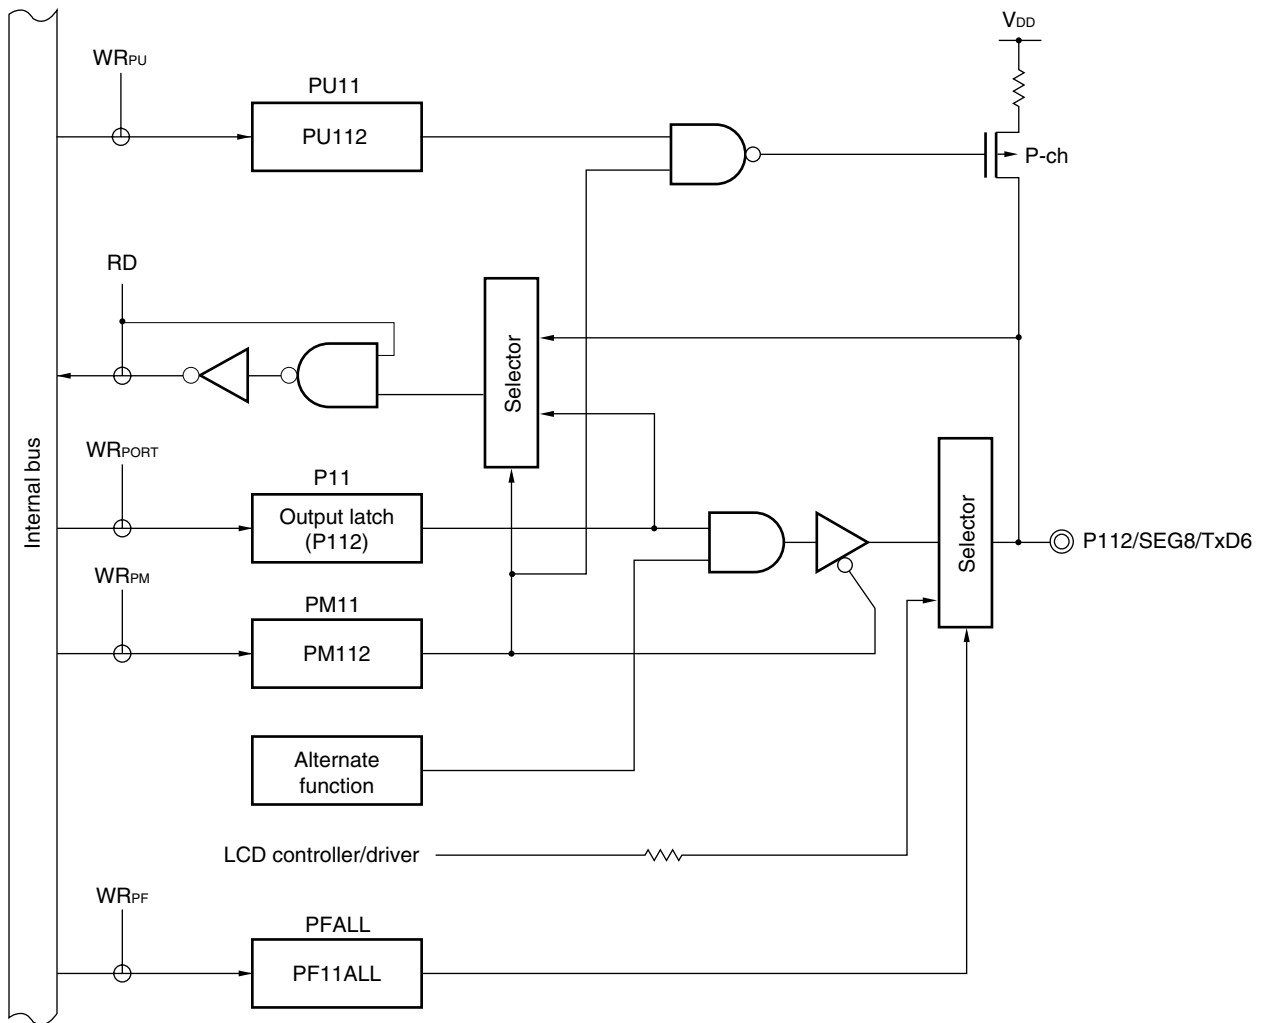 VDD
WRPU
PU11
PU112
P-ch
RD
Selector
Internal bus
WRPORT
P11
Output latch
(P112)
Selector
P112/SEG8/TxD6
WRPM
PM11
PM112
Alternate
function
LCD controller/driver
WRPF
PFALL
PF11ALL